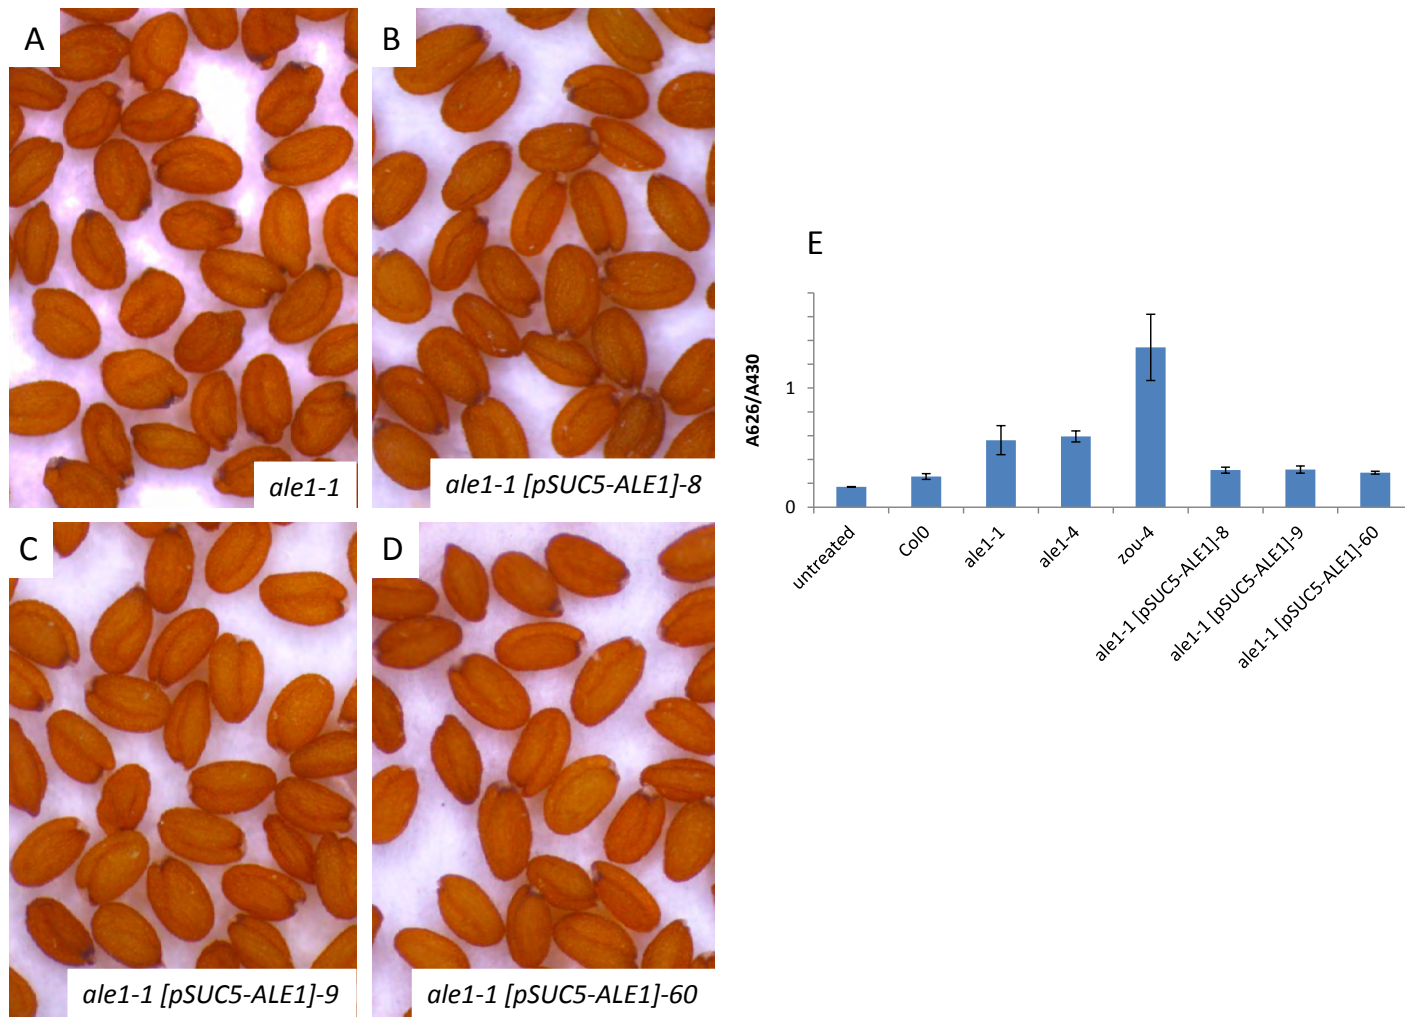 A
B
ale1-1
ale1-1 [pSUC5-ALE1]-8
C
D
ale1-1 [pSUC5-ALE1]-9
ale1-1 [pSUC5-ALE1]-60
E
A626/A430
1
0
untreated
Col0
ale1-1
ale1-4
zou-4
ale1-1 [pSUC5-ALE1]-8
ale1-1 [pSUC5-ALE1]-9
ale1-1 [pSUC5-ALE1]-60